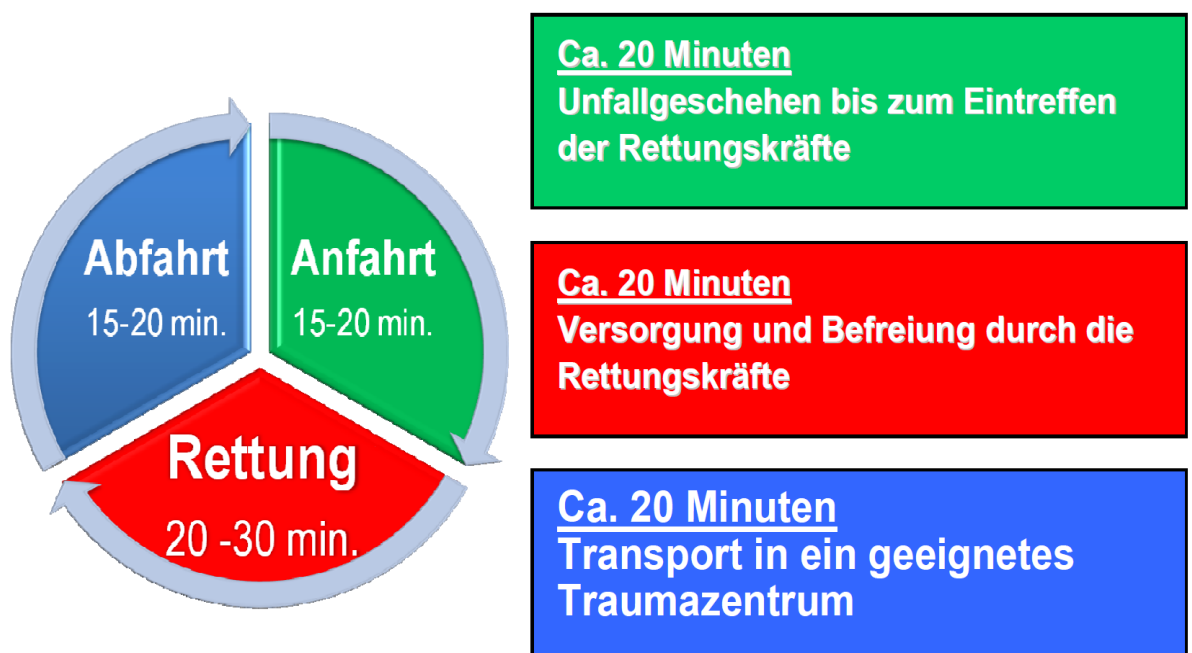 Abfahrt
15-20 min.
Anfahrt
15-20 min.
Rettung
20 -30 min.
Ca. 20 Minuten
Unfallgeschehen bis zum Eintreffen
der Rettungskräfte
Ca. 20 Minuten
Versorgung und Befreiung durch die
Rettungskräfte
Ca. 20 Minuten
Transport in ein geeignetes
Traumazentrum